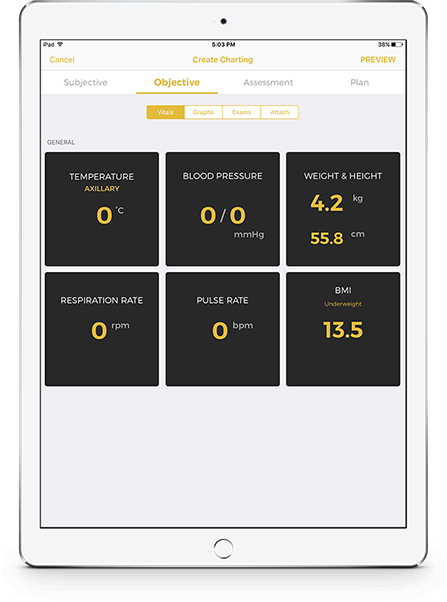 iPad 5:03 PM 38%
Cancel Create Charting PREVIEW
Subjective Objective Assessment Plan
Vitals Graphs Exams Attach
GENERAL
TEMPERATURE
AXILLARY
0 °C
BLOOD PRESSURE
0 / 0
mmHg
WEIGHT & HEIGHT
4.2 kg
55.8 cm
RESPIRATION RATE
0 rpm
PULSE RATE
0 bpm
BMI
Underweight
13.5